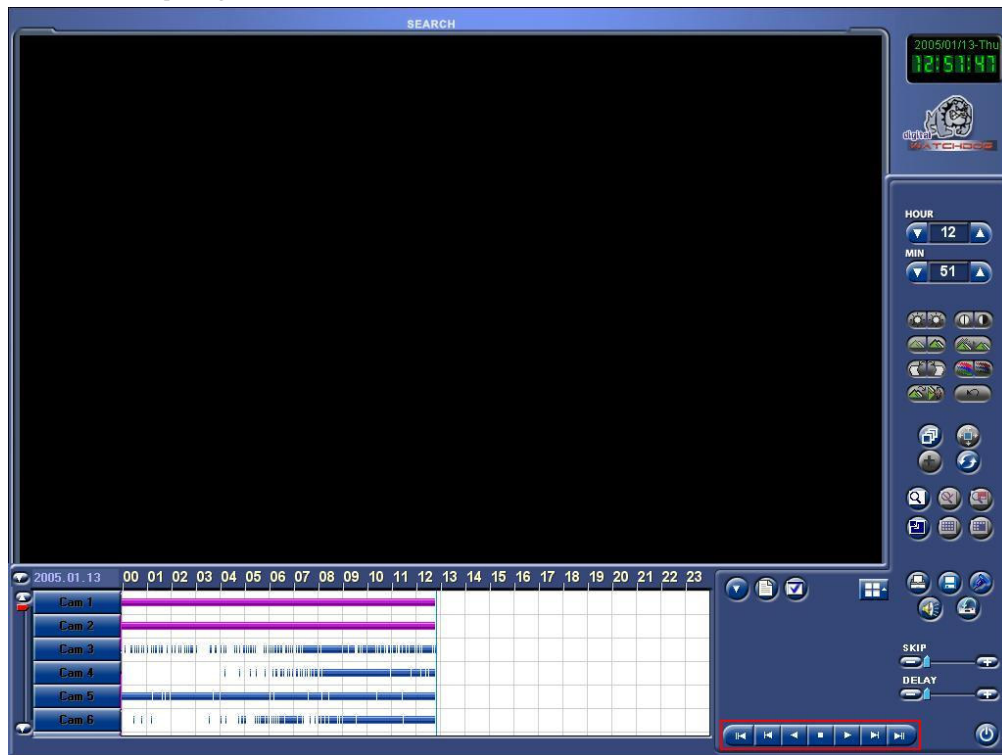 SEARCH
2005/01/13-Thu
12:51:47
digital
WATCHDOG
HOUR
12
MIN
51
2005.01.13 00 01 02 03 04 05 06 07 08 09 10 11 12 13 14 15 16 17 18 19 20 21 22 23
Cam 1
Cam 2
Cam 3
Cam 4
Cam 5
Cam 6
SKIP
DELAY